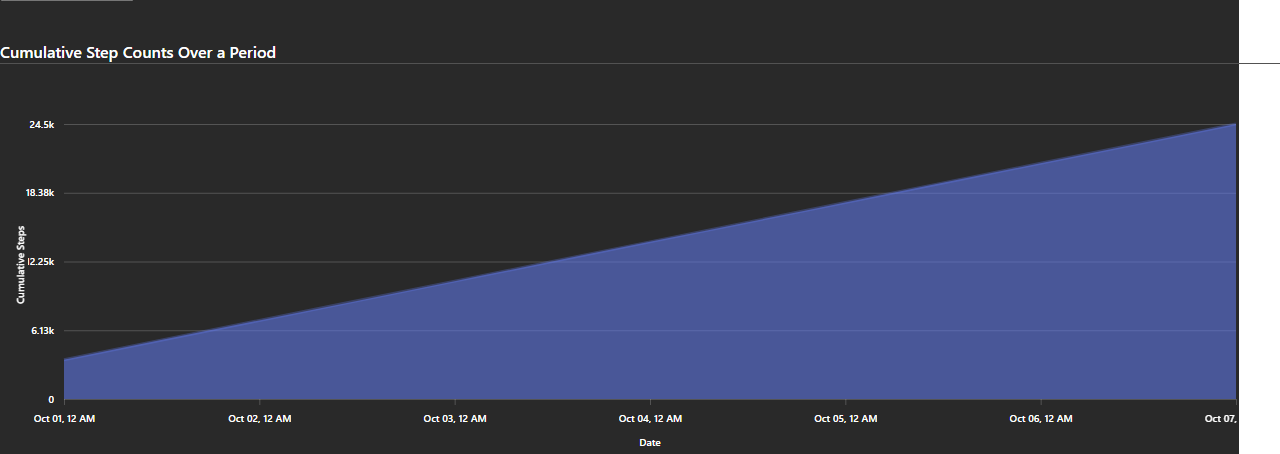 Cumulative Step Counts Over a Period
24.5k
18.38k
12.25k
6.13k
0
Cumulative Steps
Oct 01, 12 AM Oct 02, 12 AM Oct 03, 12 AM Oct 04, 12 AM Oct 05, 12 AM Oct 06, 12 AM Oct 07,
Date